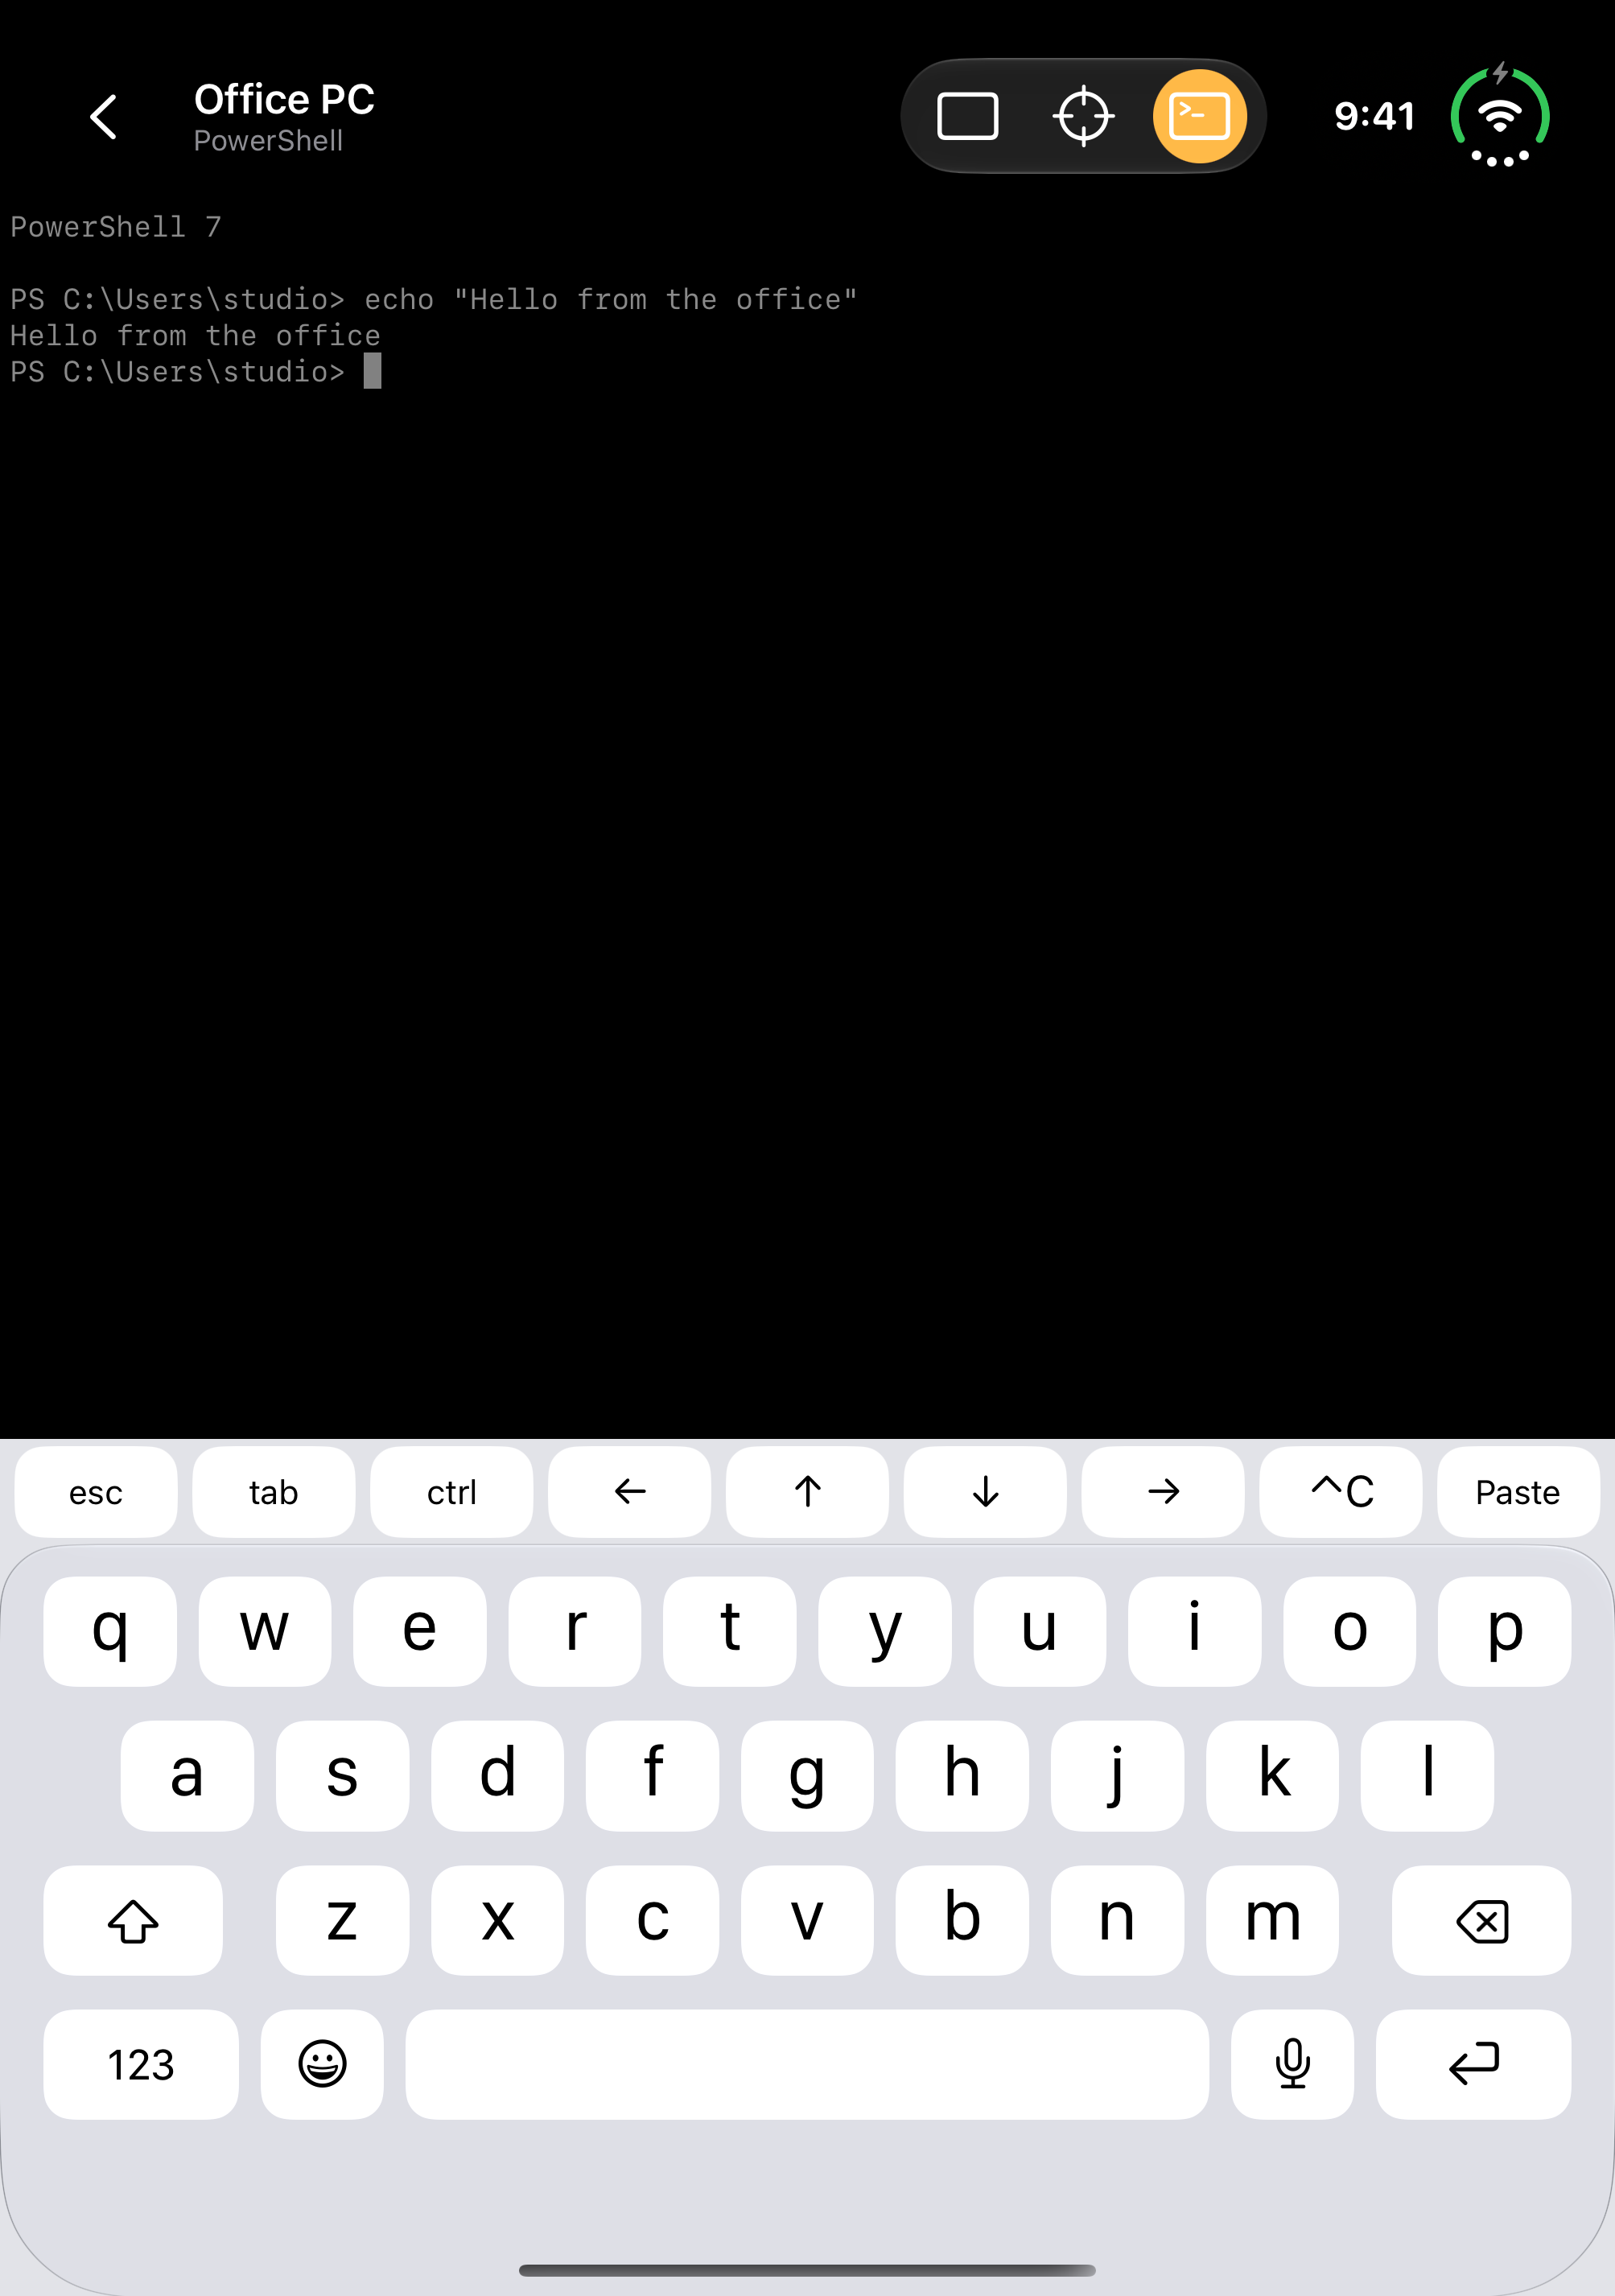 Office PC
PowerShell
9:41
PowerShell 7
PS C:\Users\studio> echo "Hello from the office"
Hello from the office
PS C:\Users\studio>
esc tab ctrl ← ↑ ↓ → ^C Paste
q w e r t y u i o p
a s d f g h j k l
z x c v b n m
123